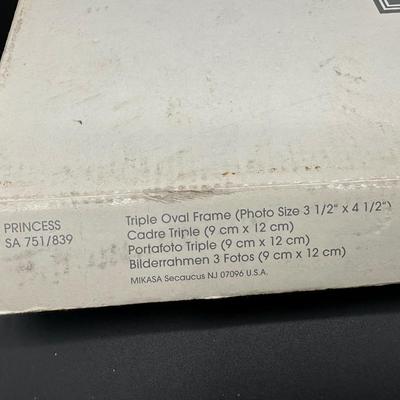 PRINCESS
SA 751/839
Triple Oval Frame (Photo Size 3 1/2" x 4 1/2")
Cadre Triple (9 cm x 12 cm)
Portafoto Triple (9 cm x 12 cm)
Bilderrahmen 3 Fotos (9 cm x 12 cm)
MIKASA Secaucus NJ 07096 U.S.A.